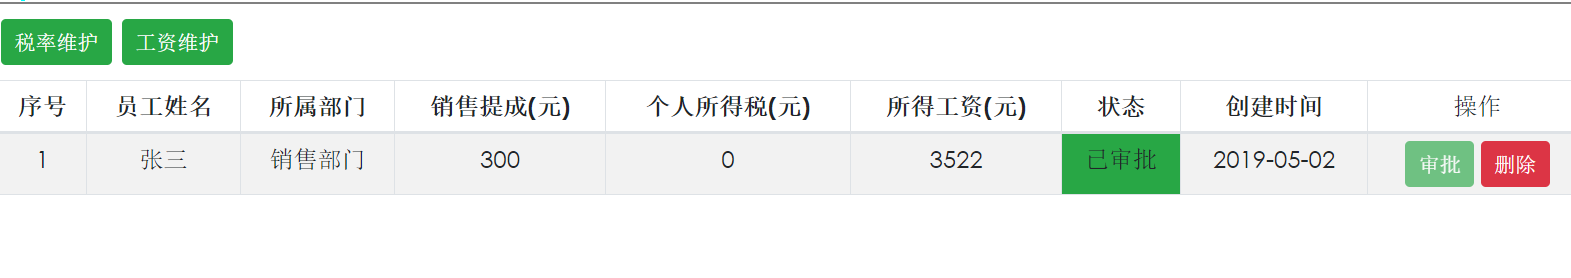 税率维护 工资维护
序号 员工姓名 所属部门 销售提成(元) 个人所得税(元) 所得工资(元) 状态 创建时间 操作
1 张三 销售部门 300 0 3522 已审批 2019-05-02 审批 删除